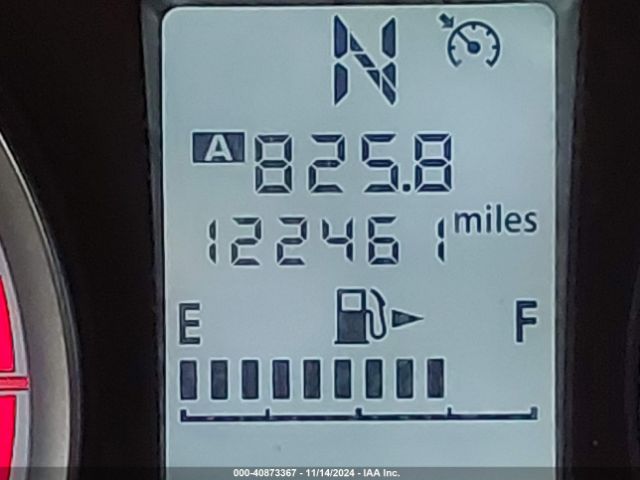 N
A 825.8
122461 miles
E F
000-40873367 - 11/14/2024 - IAA Inc.